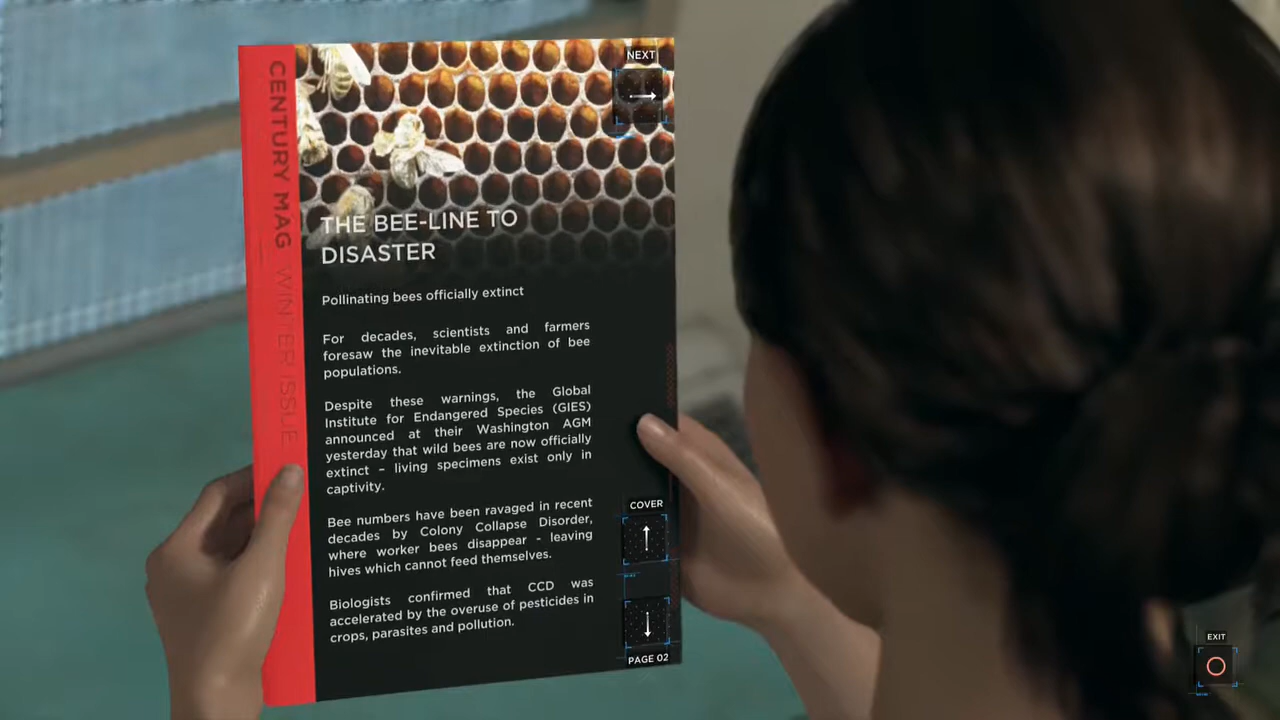 CENTURY MAG WINTER ISSUE
NEXT
THE BEE-LINE TO
DISASTER
Pollinating bees officially extinct
For decades, scientists and farmers
foresaw the inevitable extinction of bee
populations.
Despite these warnings, the Global
Institute for Endangered Species (GIES)
announced at their Washington AGM
yesterday that wild bees are now officially
extinct – living specimens exist only in
captivity.
Bee numbers have been ravaged in recent
decades by Colony Collapse Disorder,
where worker bees disappear - leaving
hives which cannot feed themselves.
Biologists confirmed that CCD was
accelerated by the overuse of pesticides in
crops, parasites and pollution.
COVER
PAGE 02
EXIT